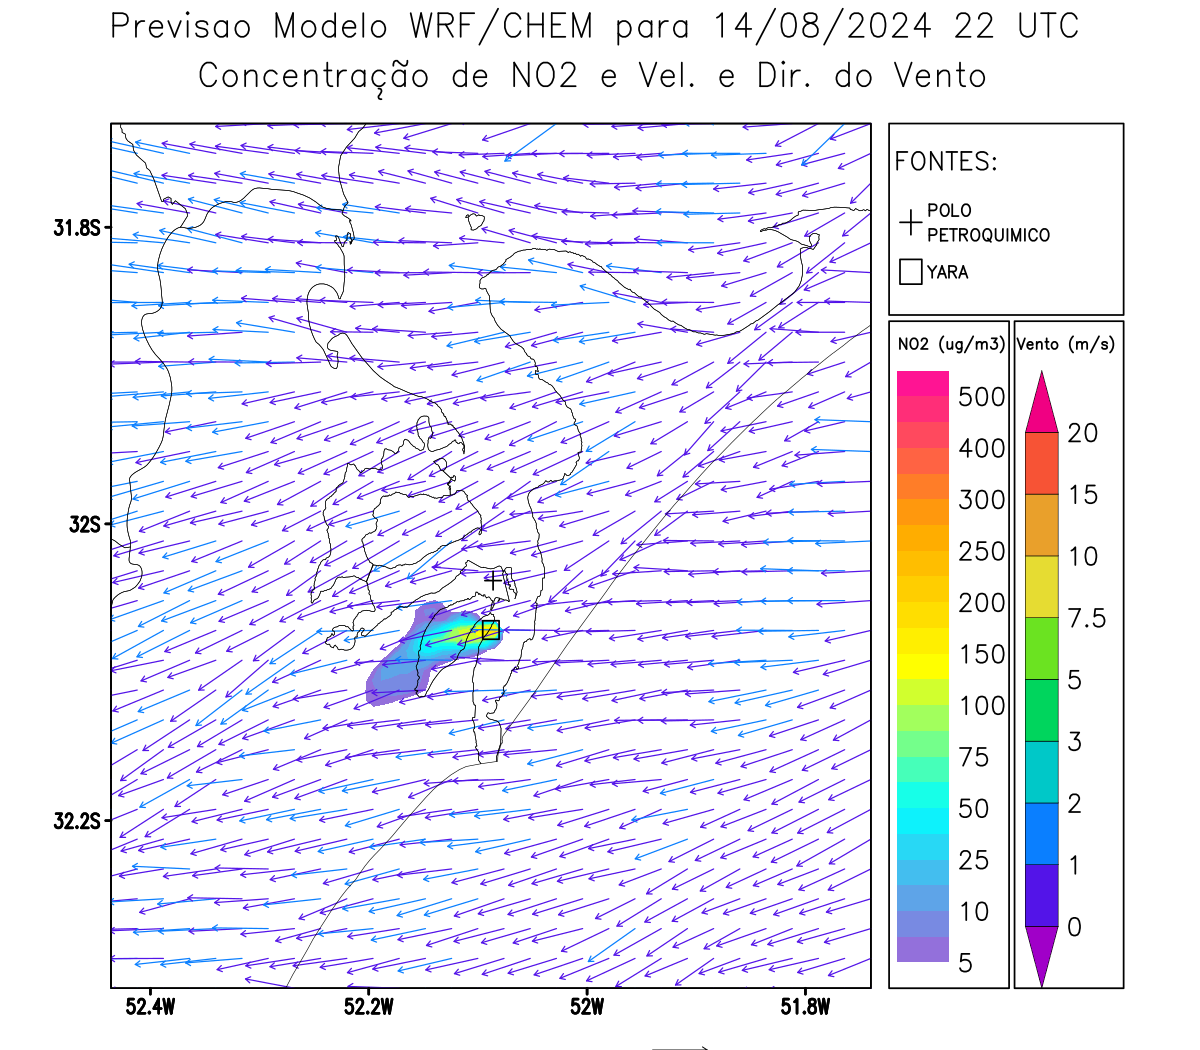 Previsao Modelo WRF/CHEM para 14/08/2024 22 UTC
Concentração de NO2 e Vel. e Dir. do Vento
FONTES:
POLO
PETROQUIMICO
YARA
NO2 (ug/m3)
500
400
300
250
200
150
100
75
50
25
10
5
Vento (m/s)
20
15
10
7.5
5
3
2
1
0
31.8S
32S
32.2S
52.4W
52.2W
52W
51.8W